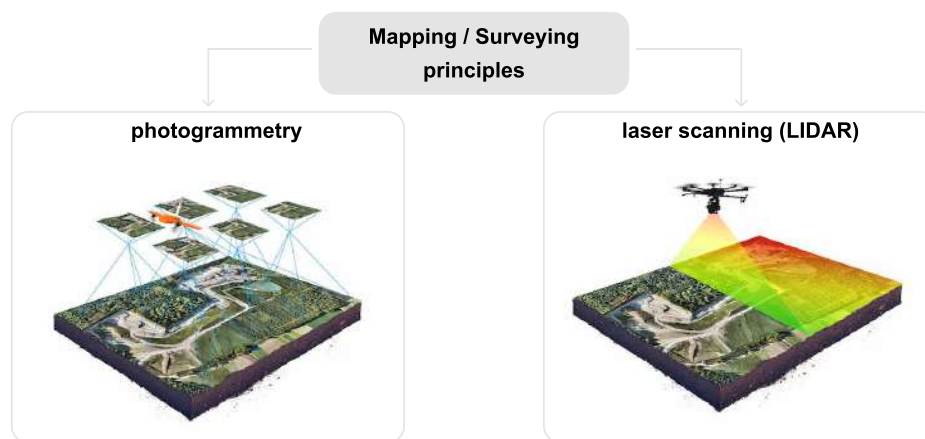 Mapping / Surveying
principles
photogrammetry
laser scanning (LIDAR)